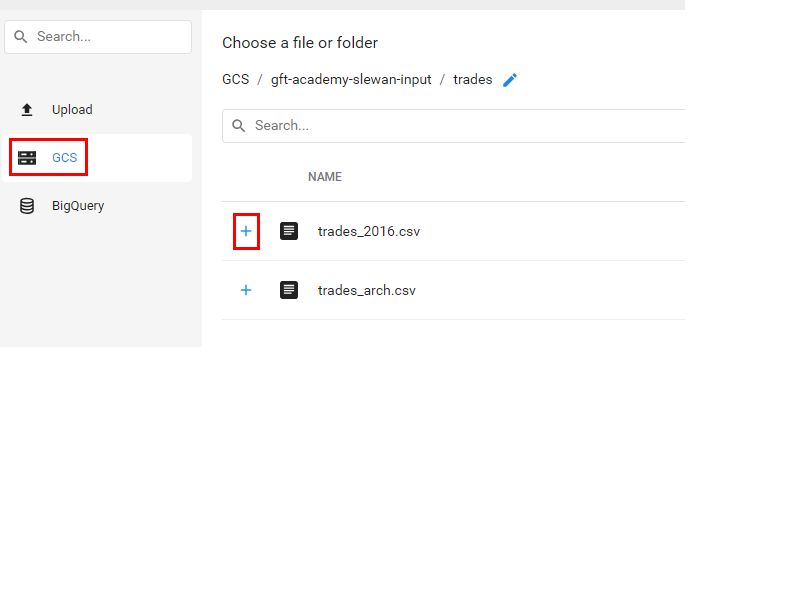 Search...
Upload
GCS
BigQuery
Choose a file or folder
GCS / gft-academy-slewan-input / trades
Search...
NAME
trades_2016.csv
trades_arch.csv